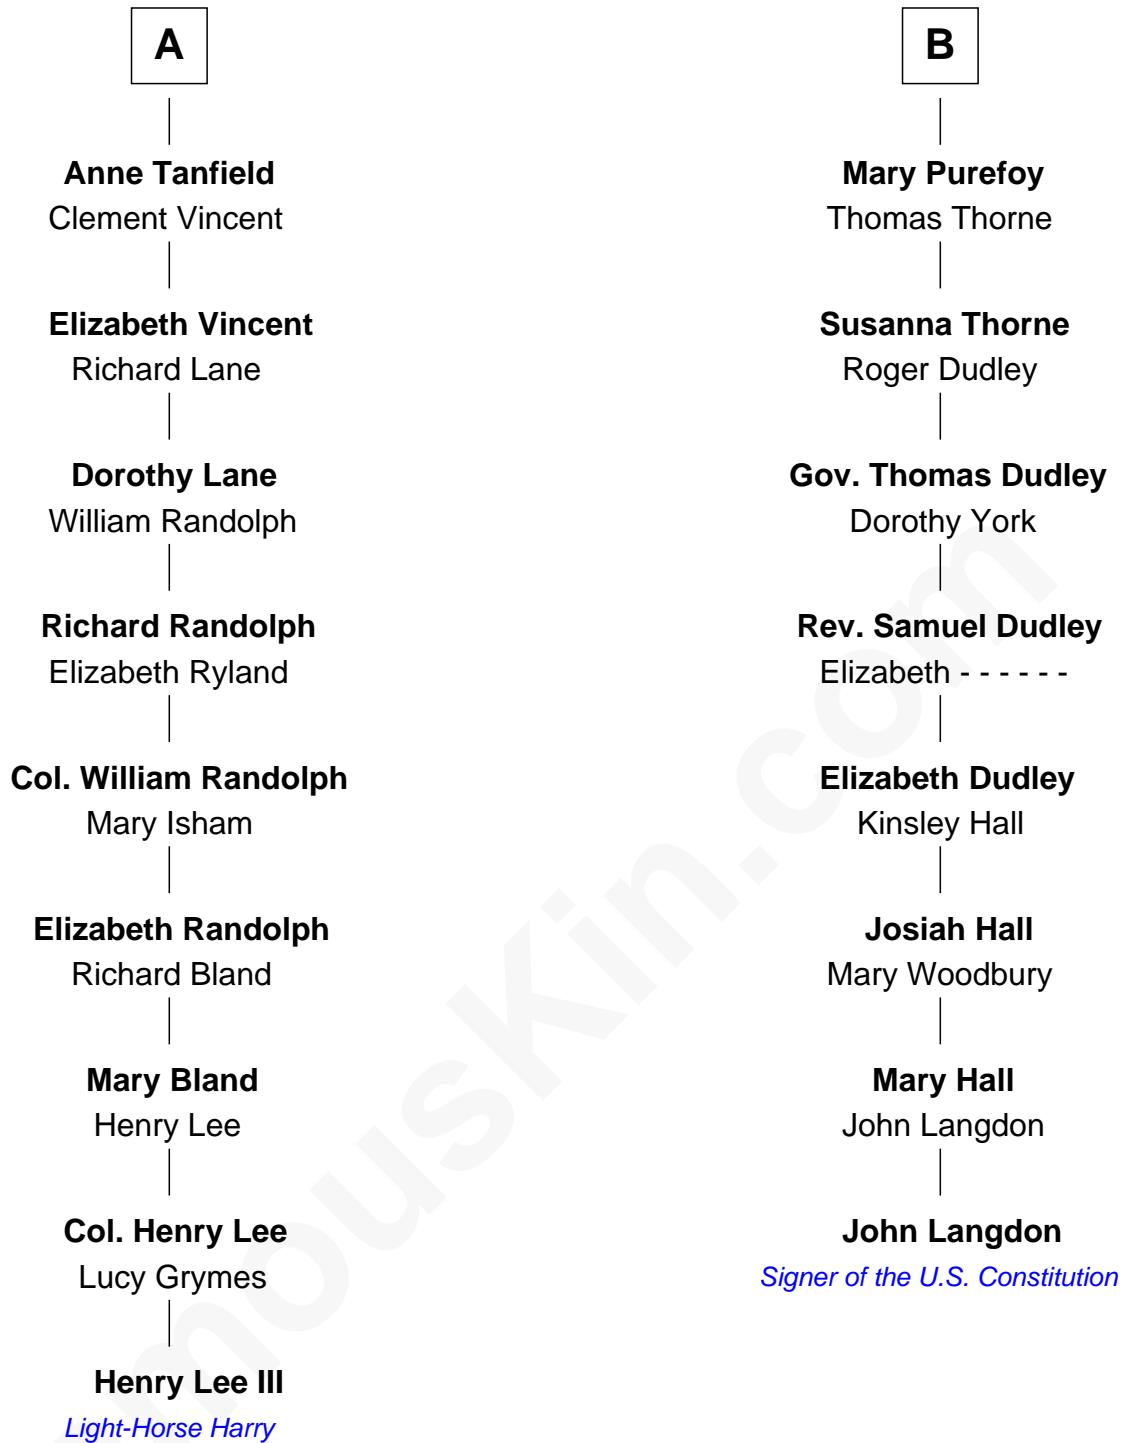 A
Anne Tanfield
Clement Vincent
Elizabeth Vincent
Richard Lane
Dorothy Lane
William Randolph
Richard Randolph
Elizabeth Ryland
Col. William Randolph
Mary Isham
Elizabeth Randolph
Richard Bland
Mary Bland
Henry Lee
Col. Henry Lee
Lucy Grymes
Henry Lee III
Light-Horse Harry
B
Mary Purefoy
Thomas Thorne
Susanna Thorne
Roger Dudley
Gov. Thomas Dudley
Dorothy York
Rev. Samuel Dudley
Elizabeth - - - - - -
Elizabeth Dudley
Kinsley Hall
Josiah Hall
Mary Woodbury
Mary Hall
John Langdon
John Langdon
Signer of the U.S. Constitution
mousKin.com